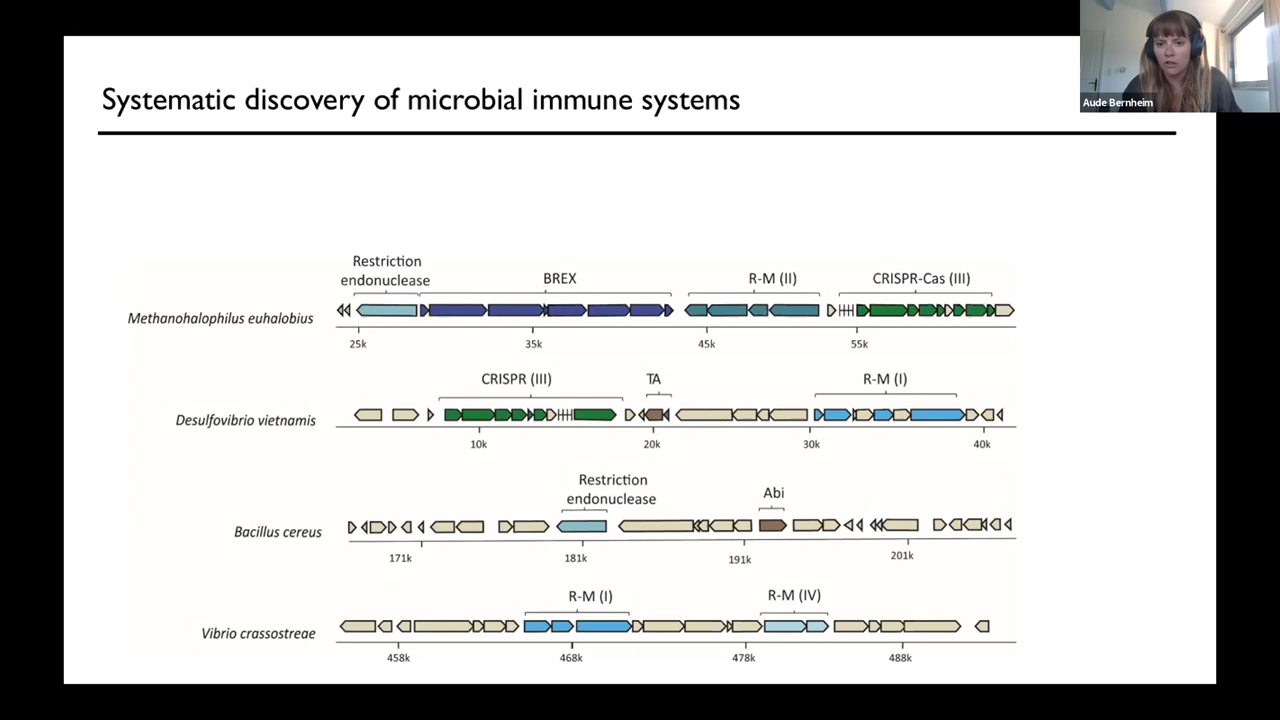 Systematic discovery of microbial immune systems
Aude Bernheim
Restriction
endonuclease
BREX
R-M (II)
CRISPR-Cas (III)
Methanohalophilus euhalobius
25k
35k
45k
55k
CRISPR (III)
TA
R-M (I)
Desulfovibrio vietnamis
10k
20k
30k
40k
Restriction
endonuclease
Abi
Bacillus cereus
171k
181k
191k
201k
R-M (I)
R-M (IV)
Vibrio crassostreae
458k
468k
478k
488k